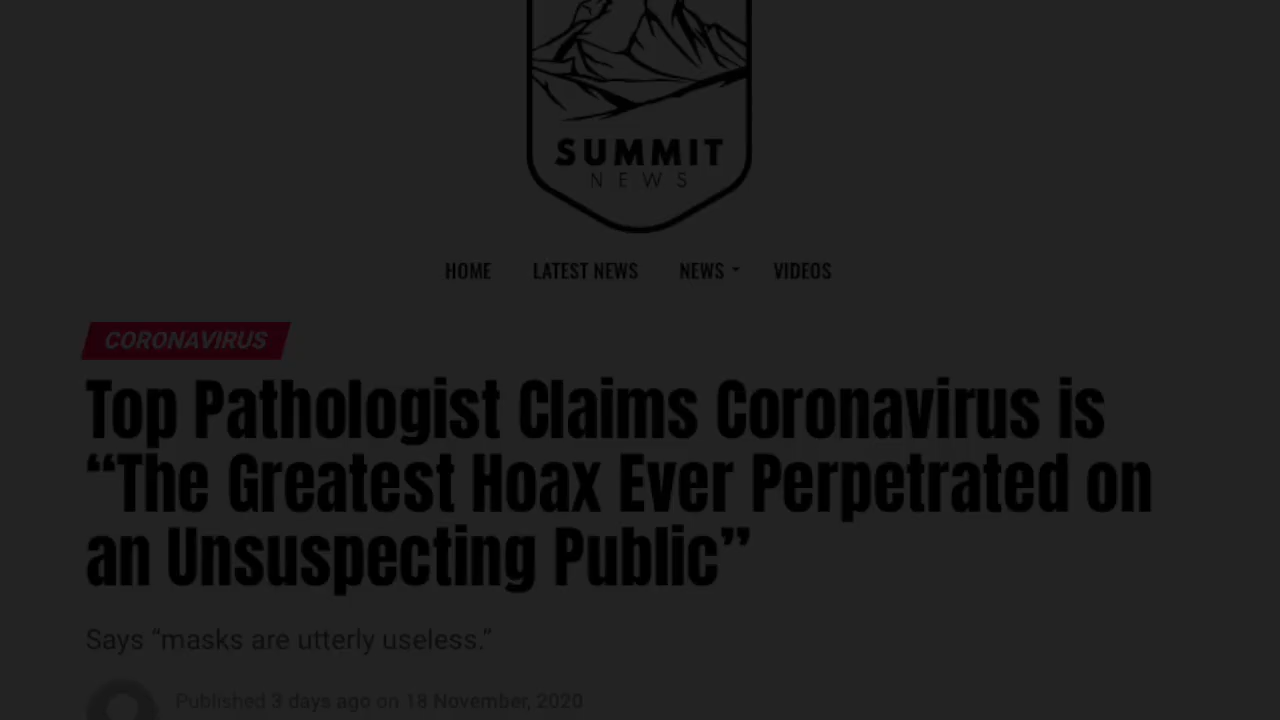 SUMMIT
NEWS
HOME LATEST NEWS NEWS VIDEOS
CORONAVIRUS
Top Pathologist Claims Coronavirus is
“The Greatest Hoax Ever Perpetrated on
an Unsuspecting Public”
Says “masks are utterly useless.”
Published 3 days ago on 18 November, 2020